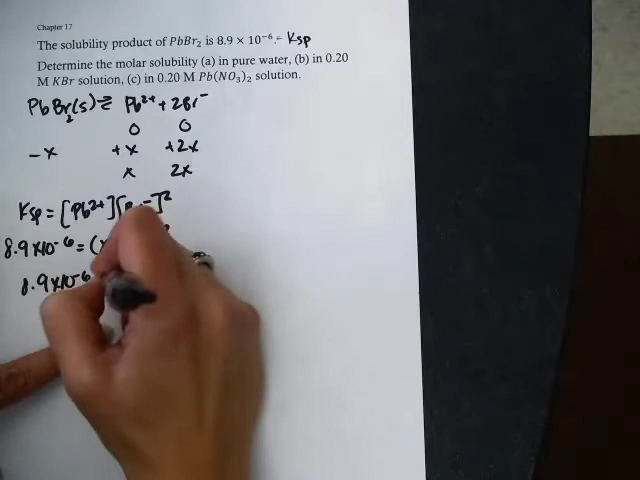 Chapter 17
The solubility product of PbBr₂ is 8.9 × 10⁻⁶.= Ksp
Determine the molar solubility (a) in pure water, (b) in 0.20
M KBr solution, (c) in 0.20 M Pb(NO₃)₂ solution.
PbBr₂(s) ⇌ Pb²⁺ + 2Br⁻
0 0
-x +x +2x
x 2x
Ksp = [Pb²⁺][Br⁻]²
8.9×10⁻⁶ = (x
8.9×10⁻⁶